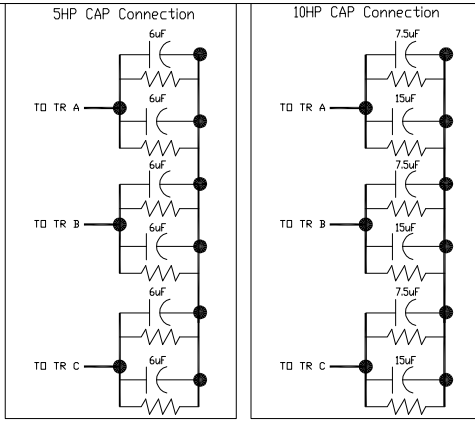 5HP CAP Connection
6uF
TO TR A
6uF
6uF
TO TR B
6uF
6uF
TO TR C
6uF
10HP CAP Connection
7.5uF
TO TR A
15uF
7.5uF
TO TR B
15uF
7.5uF
TO TR C
15uF